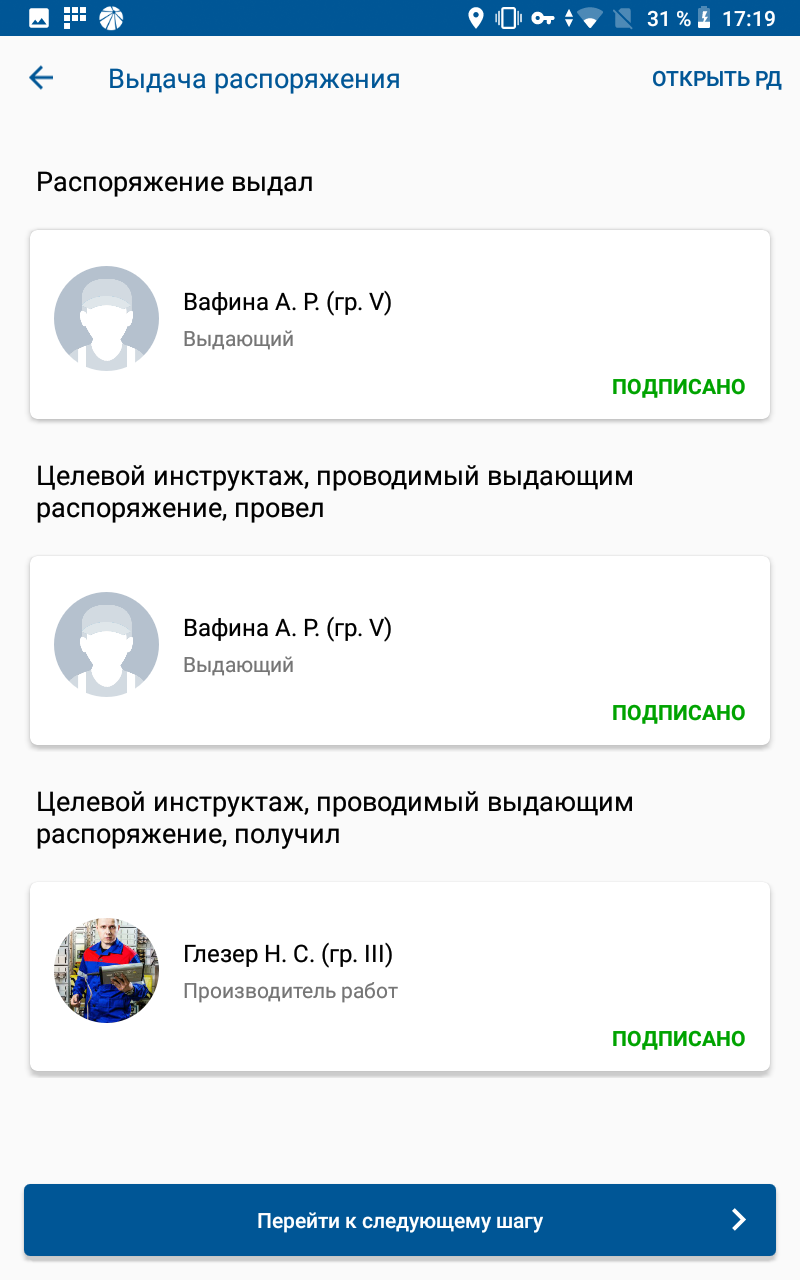 31 % 17:19
Выдача распоряжения ОТКРЫТЬ РД
Распоряжение выдал
Вафина А. Р. (гр. V)
Выдающий
ПОДПИСАНО
Целевой инструктаж, проводимый выдающим
распоряжение, провел
Вафина А. Р. (гр. V)
Выдающий
ПОДПИСАНО
Целевой инструктаж, проводимый выдающим
распоряжение, получил
Глезер Н. С. (гр. III)
Производитель работ
ПОДПИСАНО
Перейти к следующему шагу